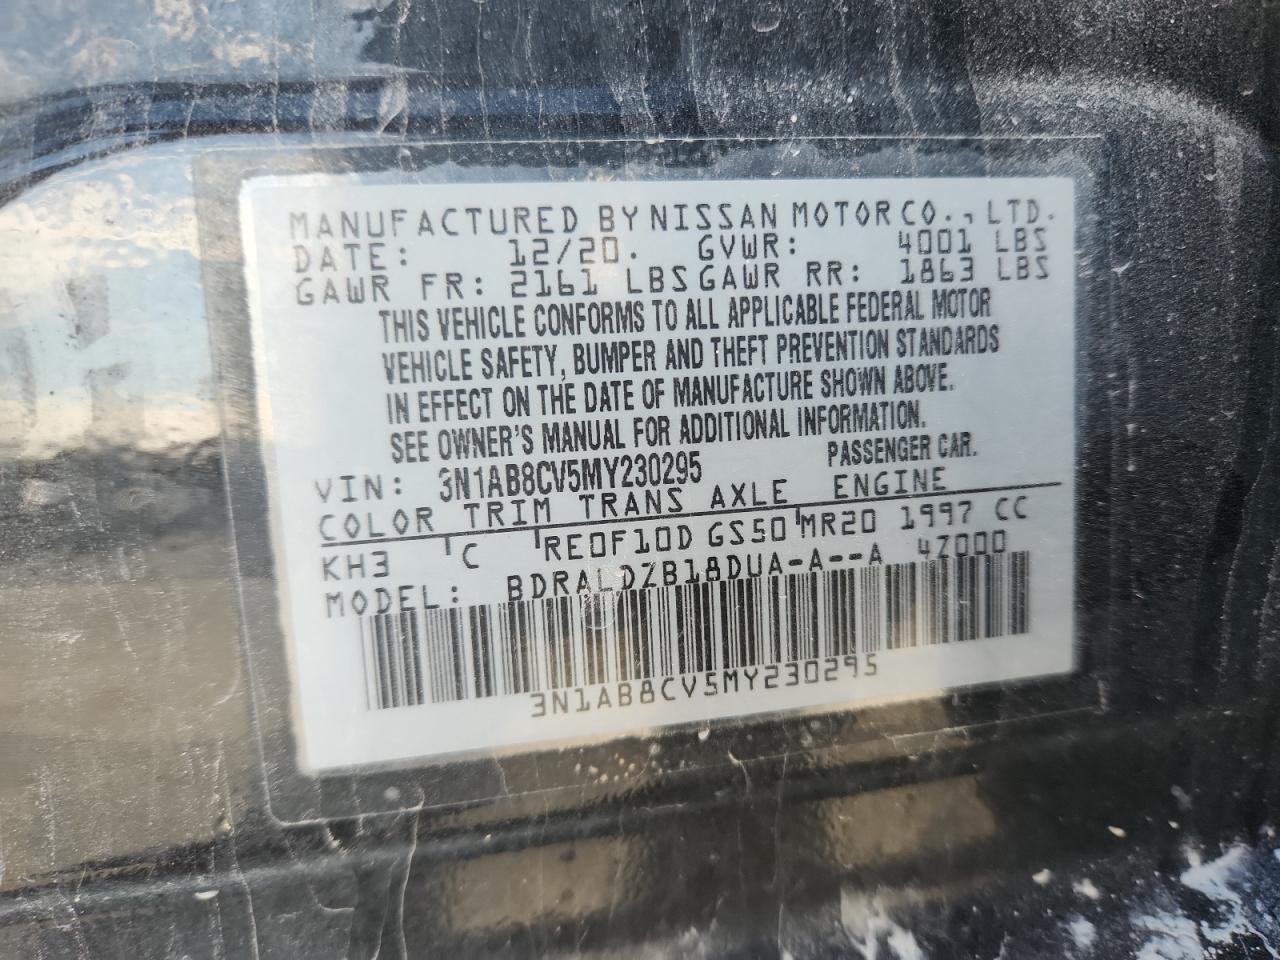 MANUFACTURED BY NISSAN MOTOR CO., LTD.
DATE: 12/20. GVWR: 4001 LBS
GAWR FR: 2161 LBS GAWR RR: 1863 LBS
THIS VEHICLE CONFORMS TO ALL APPLICABLE FEDERAL MOTOR
VEHICLE SAFETY, BUMPER AND THEFT PREVENTION STANDARDS
IN EFFECT ON THE DATE OF MANUFACTURE SHOWN ABOVE.
SEE OWNER'S MANUAL FOR ADDITIONAL INFORMATION.
VIN: 3N1AB8CV5MY230295 PASSENGER CAR.
COLOR TRIM TRANS AXLE ENGINE
KH3 C RE0F10D GS50 MR20 1997 CC
MODEL: BDRALDZB18DUA-A--A 4Z000
3N1AB8CV5MY230295